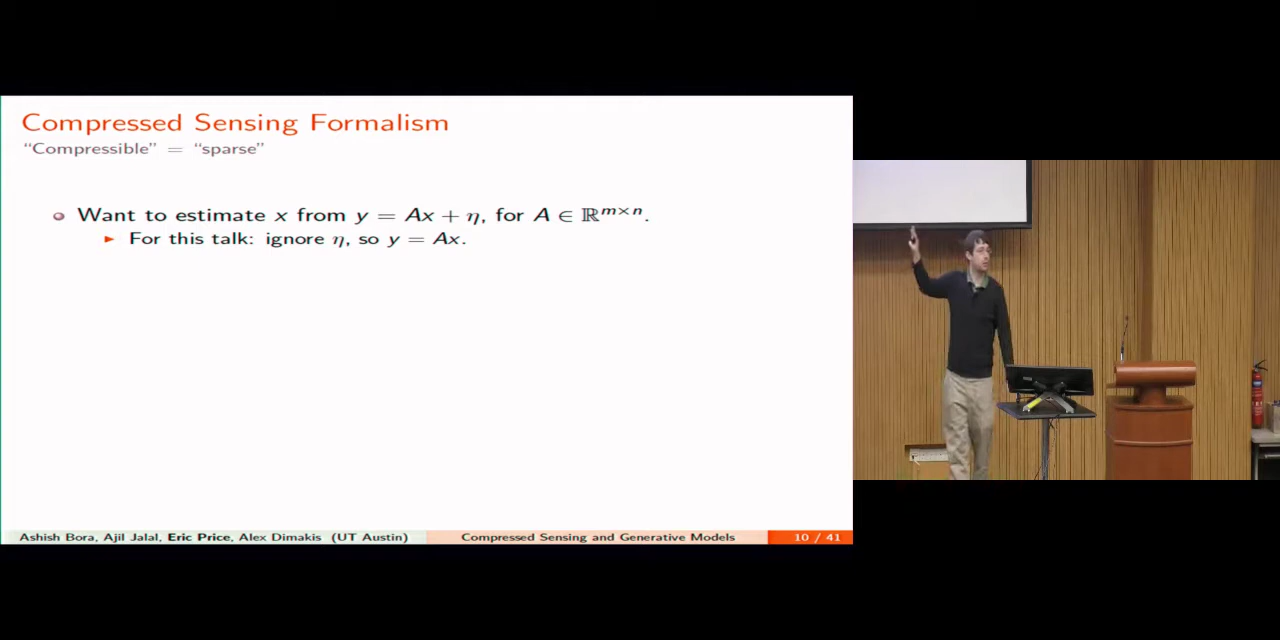 Compressed Sensing Formalism
“Compressible” = “sparse”
Want to estimate x from y = Ax + η, for A ∈ ℝᵐˣⁿ.
For this talk: ignore η, so y = Ax.
Ashish Bora, Ajil Jalal, Eric Price, Alex Dimakis (UT Austin) Compressed Sensing and Generative Models 10 / 41